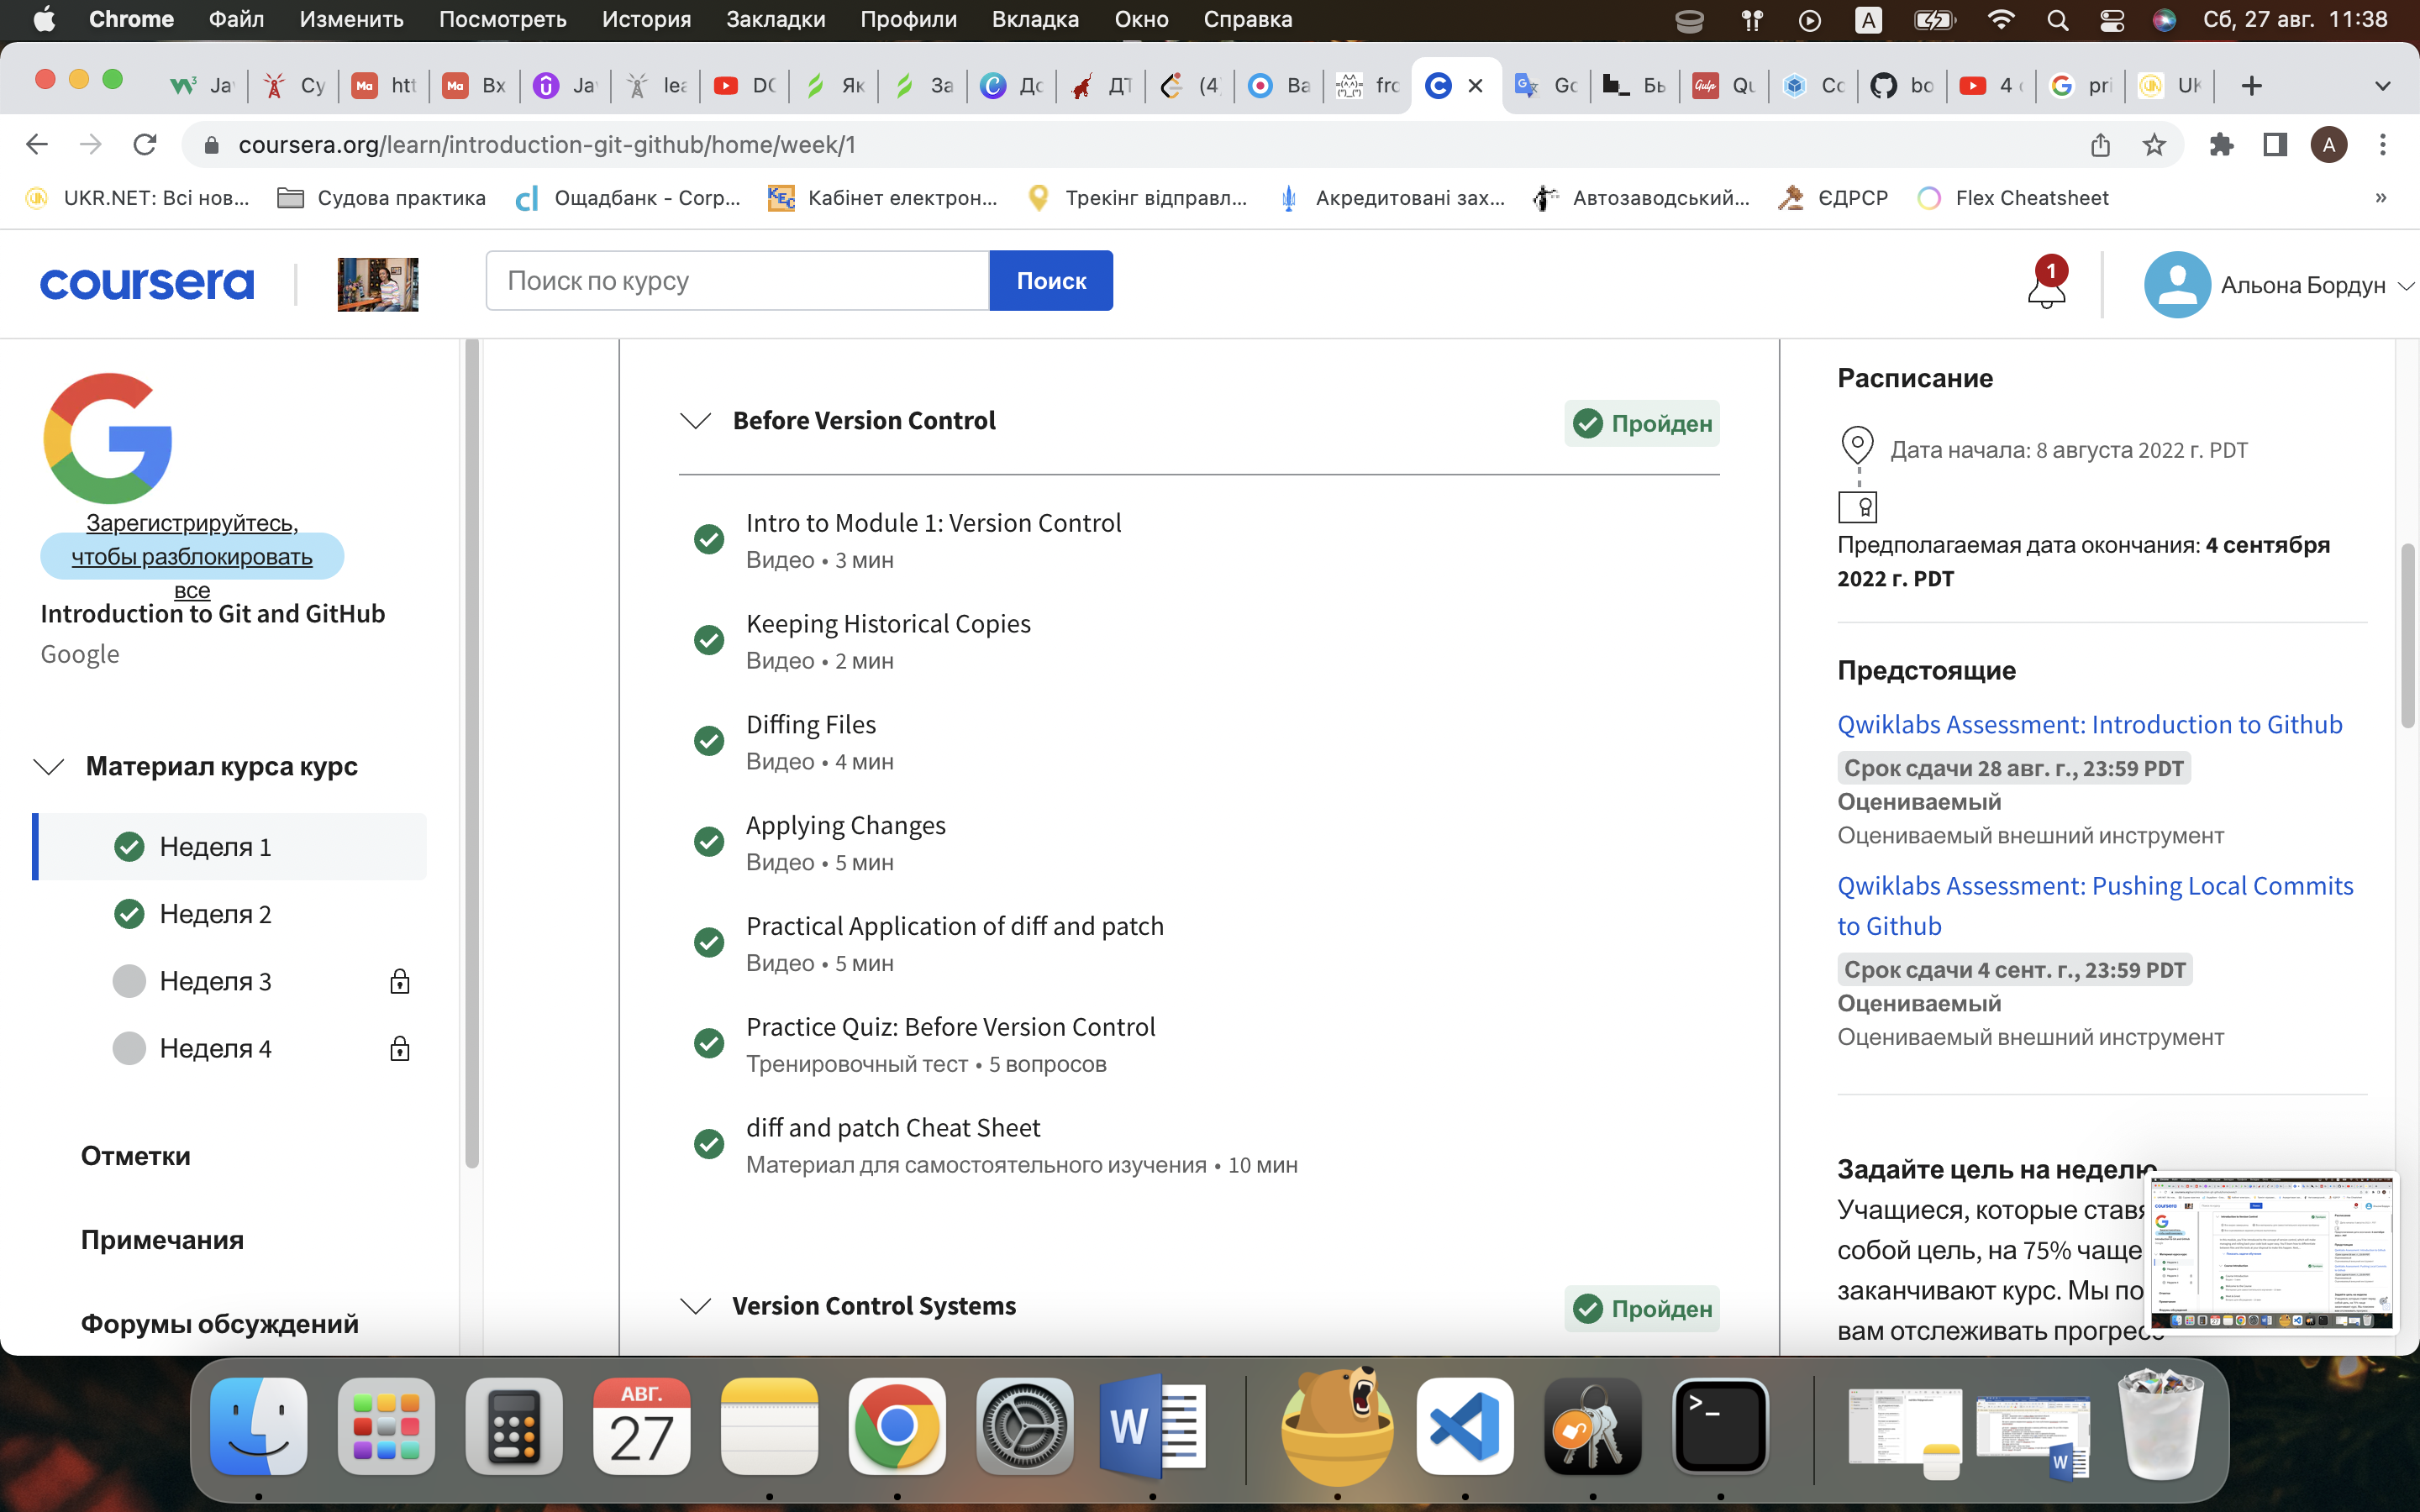 Chrome Файл Изменить Посмотреть История Закладки Профили Вкладка Окно Справка A Сб, 27 авг. 11:38
Ja Су htt Вх Ja lea DC Як За До ДТ (4 Ba fro Gc Бь Qu Cc bo 4 pri UK
coursera.org/learn/introduction-git-github/home/week/1 A
UKR.NET: Всі нов... Судова практика Ощадбанк - Corp... Кабінет електрон... Трекінг відправл... Акредитовані зах... Автозаводський... ЄДРСР Flex Cheatsheet »
coursera Поиск по курсу Поиск 1 Альона Бордун
Зарегистрируйтесь,
чтобы разблокировать
все
Introduction to Git and GitHub
Google
Материал курса курс
Неделя 1
Неделя 2
Неделя 3
Неделя 4
Отметки
Примечания
Форумы обсуждений
Before Version Control Пройден
Intro to Module 1: Version Control
Видео • 3 мин
Keeping Historical Copies
Видео • 2 мин
Diffing Files
Видео • 4 мин
Applying Changes
Видео • 5 мин
Practical Application of diff and patch
Видео • 5 мин
Practice Quiz: Before Version Control
Тренировочный тест • 5 вопросов
diff and patch Cheat Sheet
Материал для самостоятельного изучения • 10 мин
Version Control Systems Пройден
Расписание
Дата начала: 8 августа 2022 г. PDT
Предполагаемая дата окончания: 4 сентября
2022 г. PDT
Предстоящие
Qwiklabs Assessment: Introduction to Github
Срок сдачи 28 авг. г., 23:59 PDT
Оцениваемый
Оцениваемый внешний инструмент
Qwiklabs Assessment: Pushing Local Commits
to Github
Срок сдачи 4 сент. г., 23:59 PDT
Оцениваемый
Оцениваемый внешний инструмент
Задайте цель на неделю
Учащиеся, которые ставя
собой цель, на 75% чаще
заканчивают курс. Мы по
вам отслеживать прогресс
coursera
АВГ.
27
W
>_
W